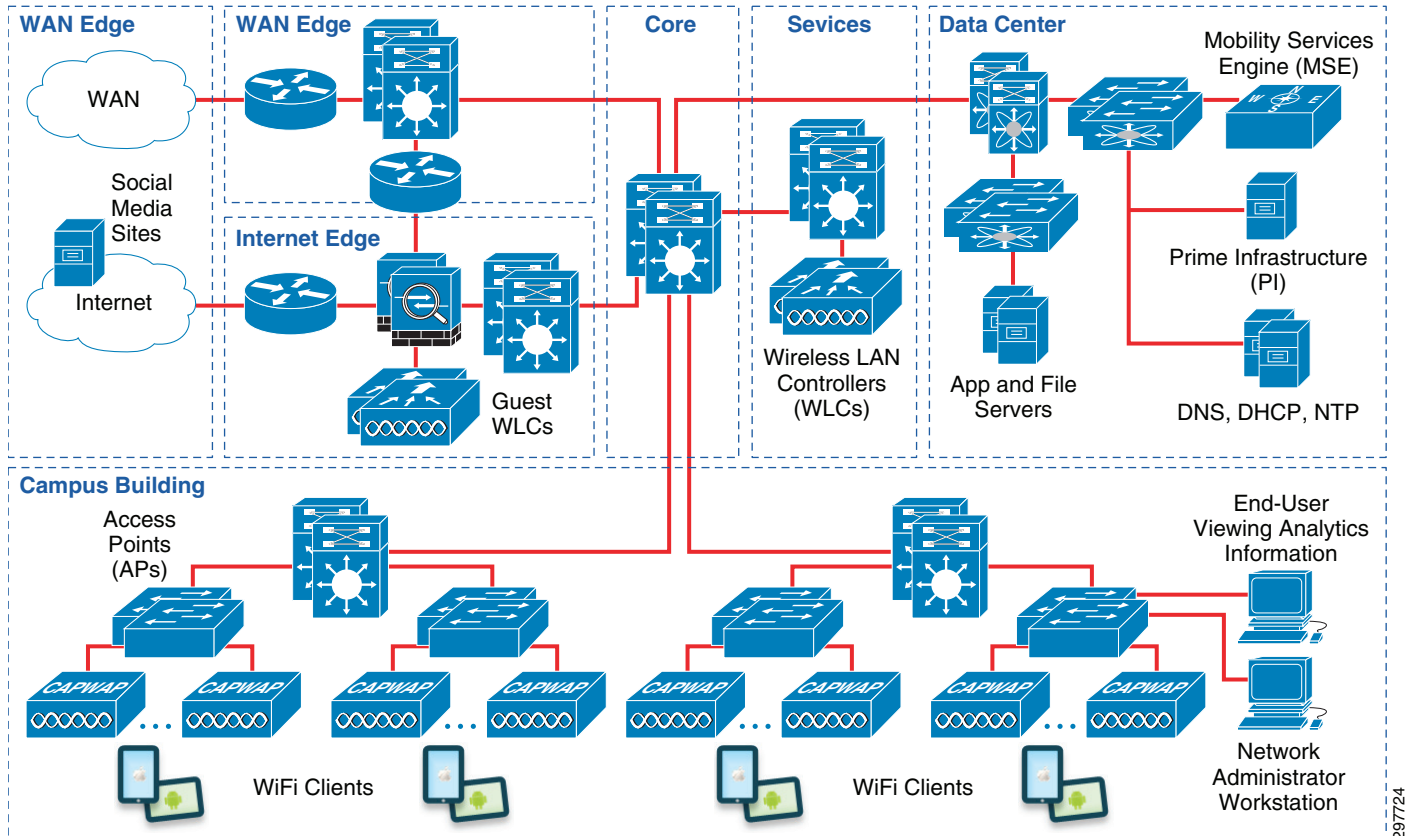 WAN Edge
WAN Edge
Core
Sevices
Data Center
WAN
Mobility Services
Engine (MSE)
Social
Media
Sites
Internet
Internet Edge
Guest
WLCs
Wireless LAN
Controllers
(WLCs)
App and File
Servers
W
N
S
E
Prime Infrastructure
(PI)
DNS, DHCP, NTP
Campus Building
Access
Points
(APs)
End-User
Viewing Analytics
Information
CAPWAP
CAPWAP
CAPWAP
CAPWAP
CAPWAP
CAPWAP
CAPWAP
CAPWAP
...
...
...
...
WiFi Clients
WiFi Clients
Network
Administrator
Workstation
297724